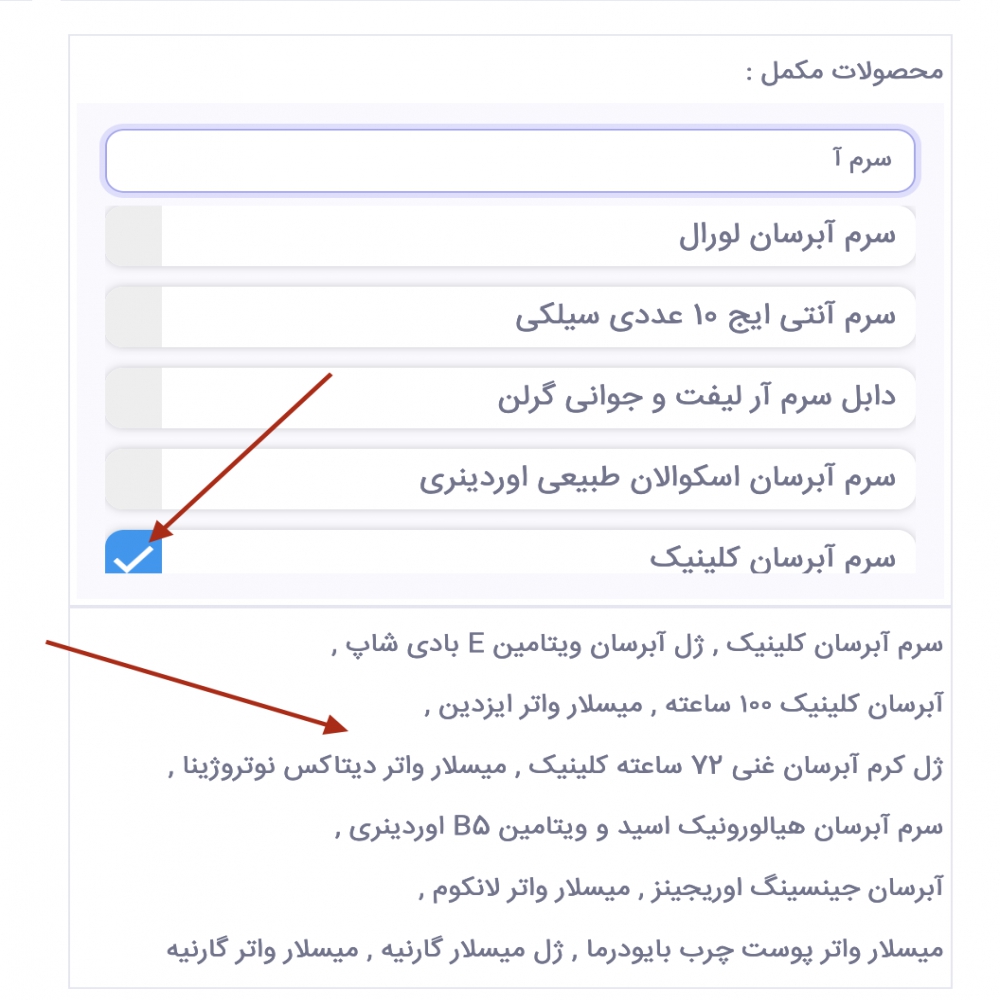 محصولات مکمل :
سرم آ
سرم آبرسان لورال
سرم آنتی ایج ۱۰ عددی سیلکی
دابل سرم آر لیفت و جوانی گرلن
سرم آبرسان اسکوالان طبیعی اوردینری
سرم آبرسان کلینیک
سرم آبرسان کلینیک , ژل آبرسان ویتامین E بادی شاپ ,
آبرسان کلینیک ۱۰۰ ساعته , میسلار واتر ایزدین ,
ژل کرم آبرسان غنی ۷۲ ساعته کلینیک , میسلار واتر دیتاکس نوتروژینا ,
سرم آبرسان هیالورونیک اسید و ویتامین B۵ اوردینری ,
آبرسان جینسینگ اوریجینز , میسلار واتر لانکوم ,
میسلار واتر پوست چرب بایودرما , ژل میسلار گارنیه , میسلار واتر گارنیه